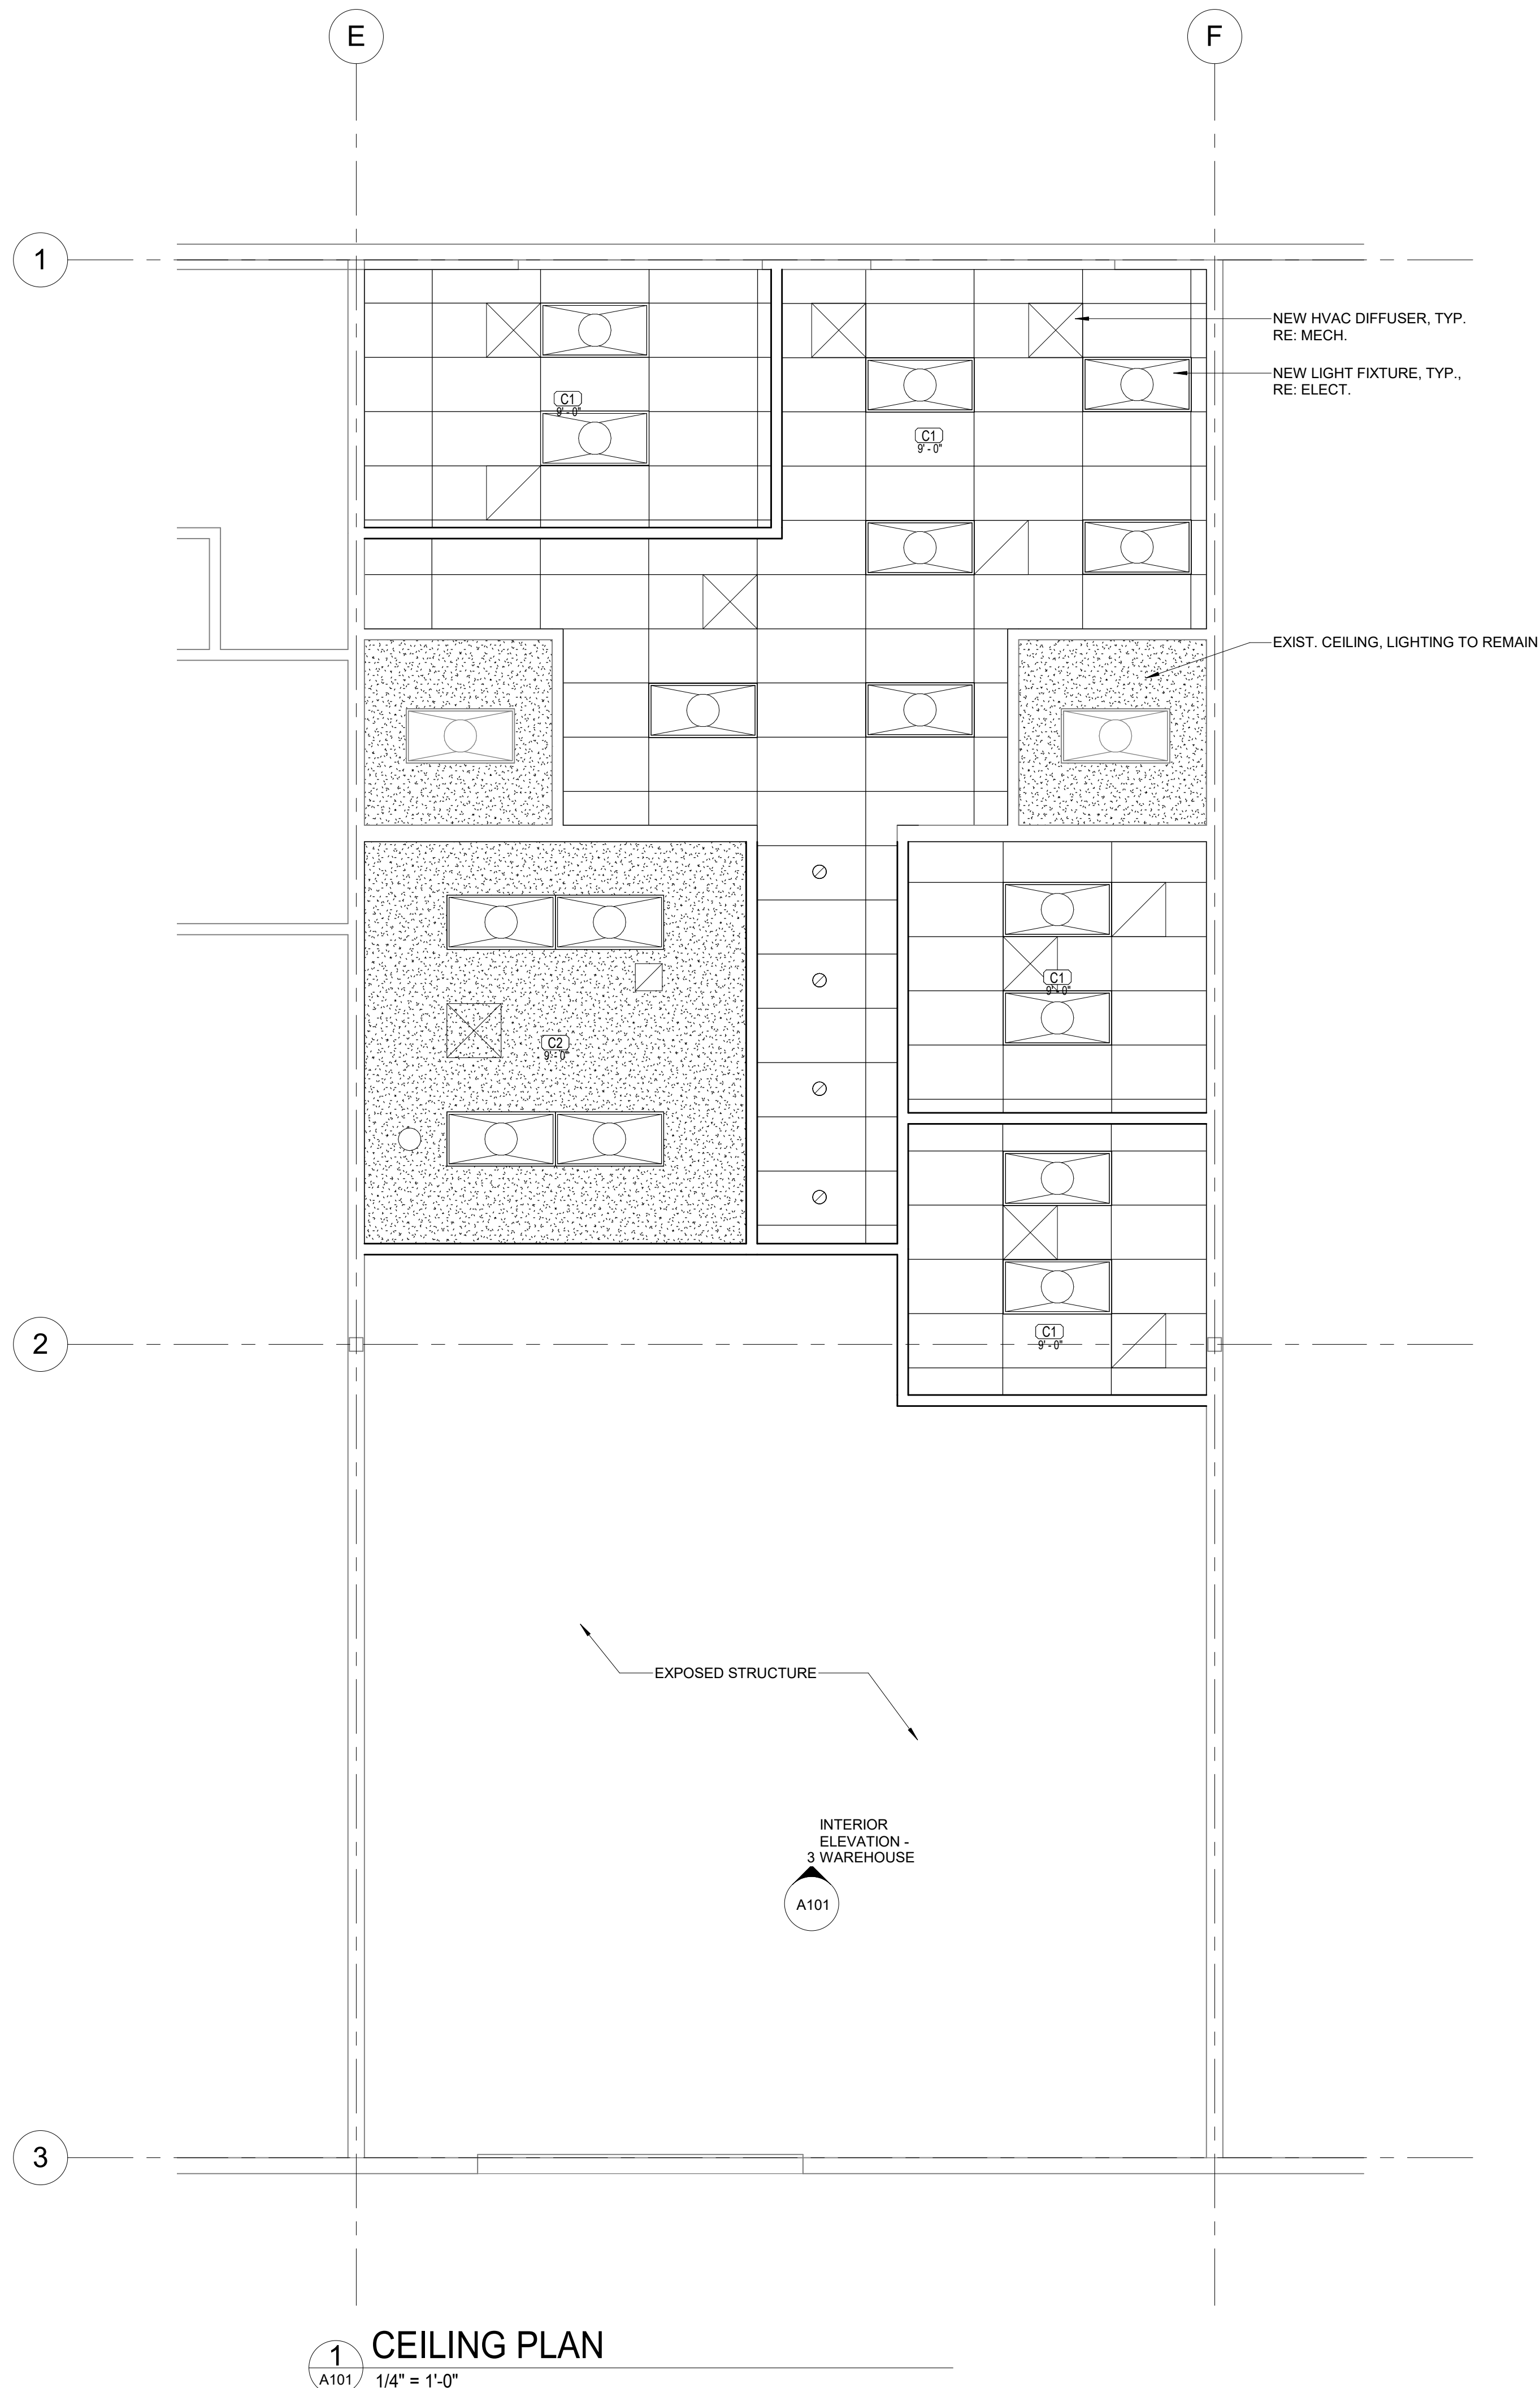 E
F
1
NEW HVAC DIFFUSER, TYP.
RE: MECH.
NEW LIGHT FIXTURE, TYP.,
RE: ELECT.
C1
9' - 0"
C1
9' - 0"
EXIST. CEILING, LIGHTING TO REMAIN
C1
9' - 0"
C2
9' - 0"
2
C1
9' - 0"
EXPOSED STRUCTURE
INTERIOR
ELEVATION -
3 WAREHOUSE
A101
3
1
A101
CEILING PLAN
1/4" = 1'-0"